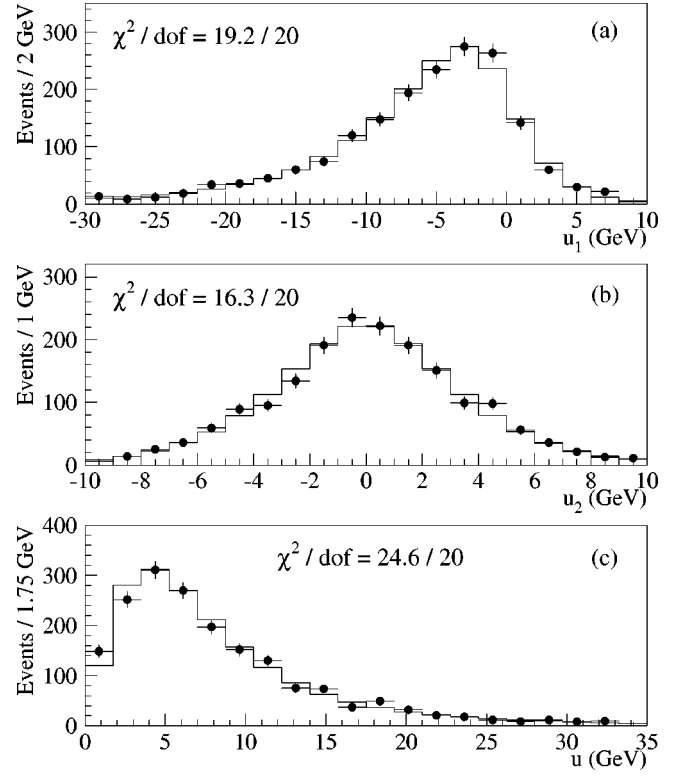 Events / 2 GeV
300
200
100
0
χ² / dof = 19.2 / 20
(a)
-30 -25 -20 -15 -10 -5 0 5 10
u₁ (GeV)
Events / 1 GeV
300
200
100
0
χ² / dof = 16.3 / 20
(b)
-10 -8 -6 -4 -2 0 2 4 6 8 10
u₂ (GeV)
Events / 1.75 GeV
400
300
200
100
0
χ² / dof = 24.6 / 20
(c)
0 5 10 15 20 25 30 35
u (GeV)